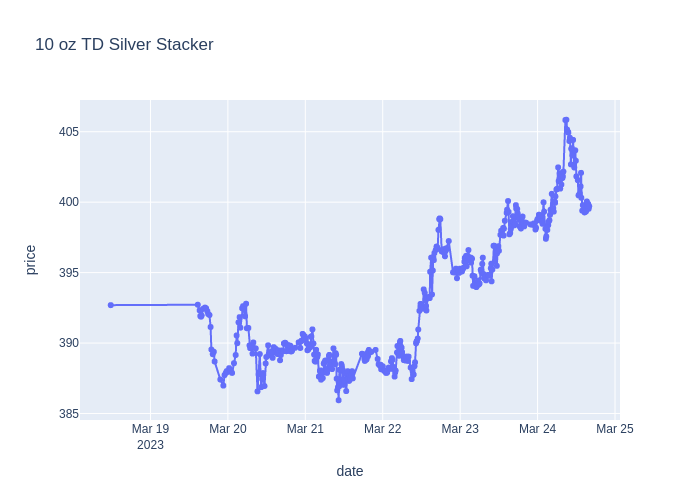 10 oz TD Silver Stacker
405
400
395
390
385
price
Mar 19
2023
Mar 20
Mar 21
Mar 22
Mar 23
Mar 24
Mar 25
date